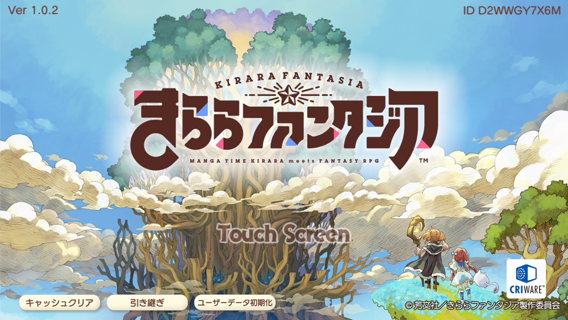 Ver 1.0.2
ID D2WWGY7X6M
KIRARA FANTASIA
きららファンタジア
TM
MANGA TIME KIRARA meets FANTASY RPG
Touch Screen
CRIWARE™
キャッシュクリア
引き継ぎ
ユーザーデータ初期化
©芳文社／きららファンタジア製作委員会